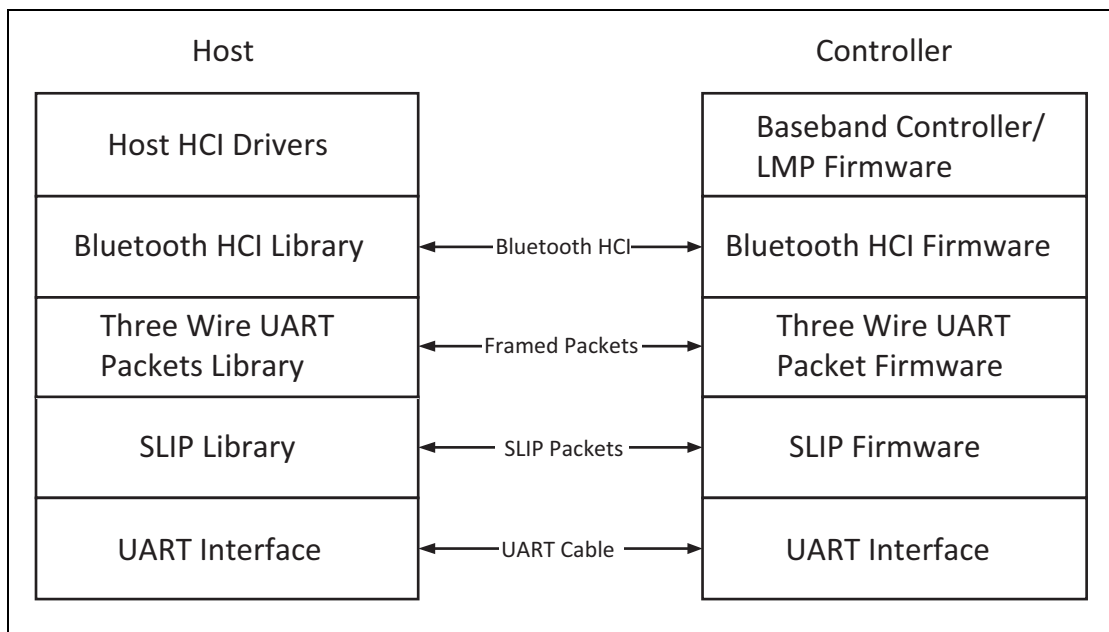 Host
Controller
Host HCI Drivers
Baseband Controller/
LMP Firmware
Bluetooth HCI Library
Bluetooth HCI
Bluetooth HCI Firmware
Three Wire UART
Packets Library
Framed Packets
Three Wire UART
Packet Firmware
SLIP Library
SLIP Packets
SLIP Firmware
UART Interface
UART Cable
UART Interface